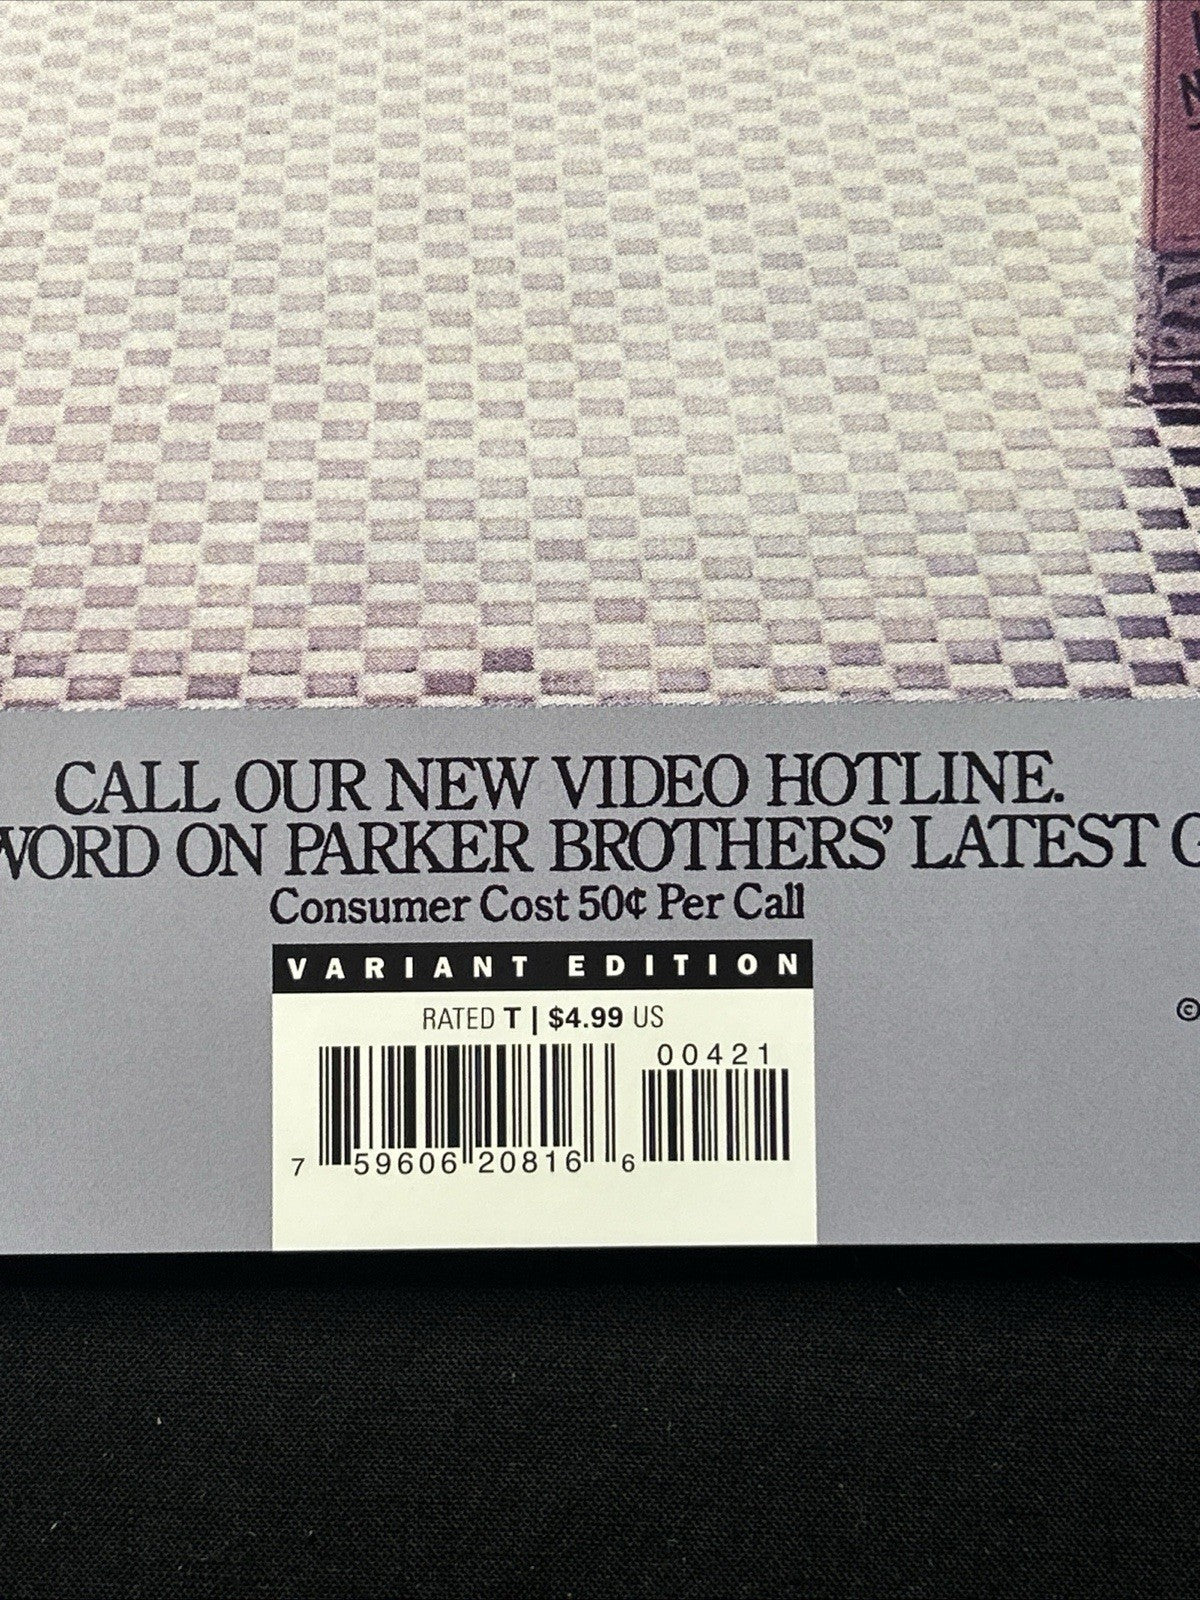 CALL OUR NEW VIDEO HOTLINE.
WORD ON PARKER BROTHERS' LATEST G
Consumer Cost 50¢ Per Call
VARIANT EDITION
RATED T | $4.99 US
00421
7 59606 20816 6
©